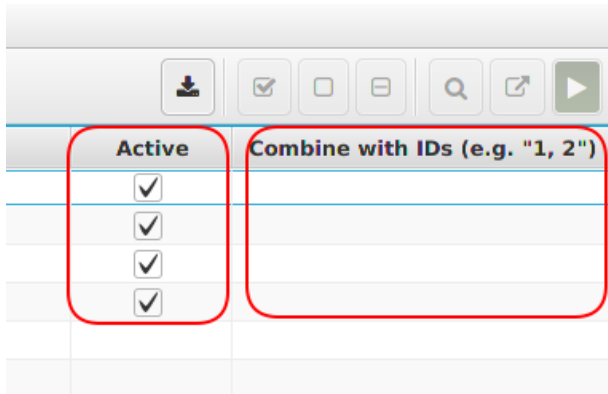 Active
Combine with IDs (e.g. "1, 2")